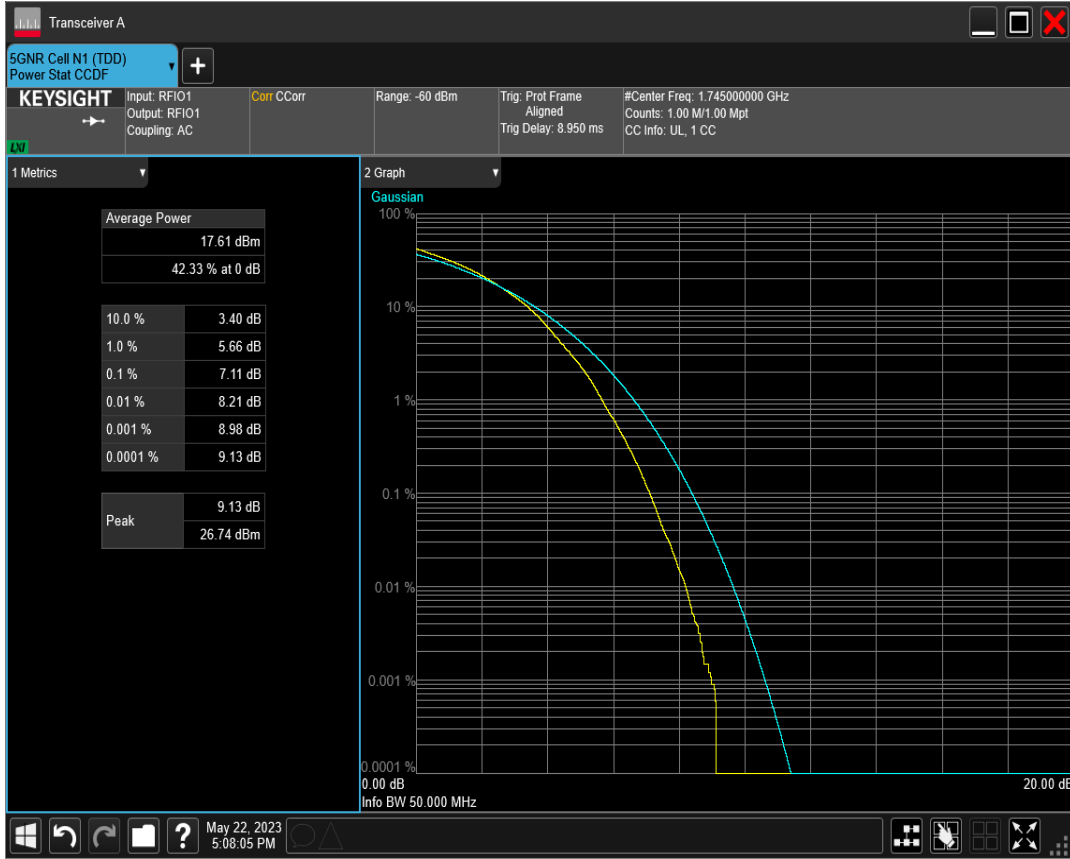 Transceiver A
5GNR Cell N1 (TDD)
Power Stat CCDF
+
KEYSIGHT
LXI
Input: RFIO1
Output: RFIO1
Coupling: AC
Corr CCorr
Range: -60 dBm
Trig: Prot Frame
Aligned
Trig Delay: 8.950 ms
#Center Freq: 1.745000000 GHz
Counts: 1.00 M/1.00 Mpt
CC Info: UL, 1 CC
1 Metrics
Average Power
17.61 dBm
42.33 % at 0 dB
10.0 % 3.40 dB
1.0 % 5.66 dB
0.1 % 7.11 dB
0.01 % 8.21 dB
0.001 % 8.98 dB
0.0001 % 9.13 dB
Peak 9.13 dB
26.74 dBm
2 Graph
Gaussian
100 %
10 %
1 %
0.1 %
0.01 %
0.001 %
0.0001 %
0.00 dB 20.00 dB
Info BW 50.000 MHz
?
May 22, 2023
5:08:05 PM